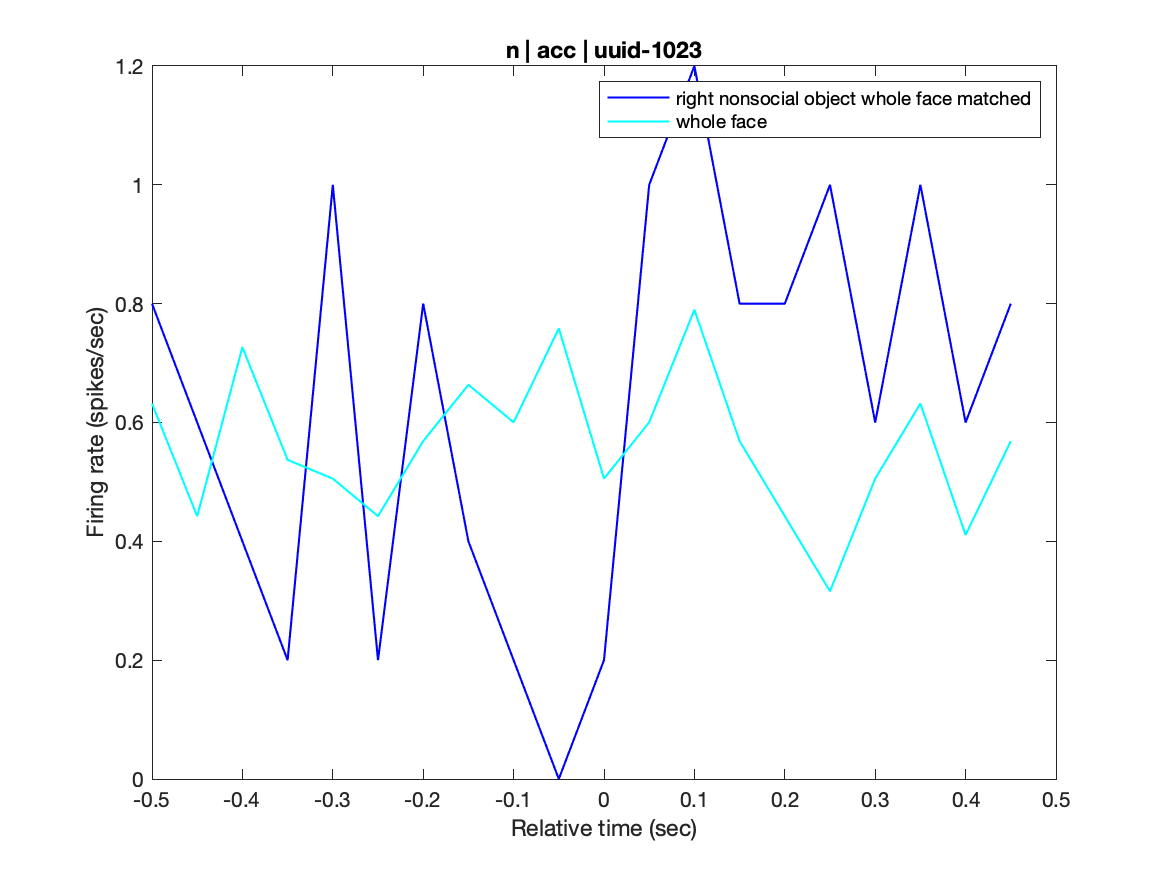 n | acc | uuid-1023
right nonsocial object whole face matched
whole face
1.2
1
0.8
0.6
0.4
0.2
0
Firing rate (spikes/sec)
-0.5 -0.4 -0.3 -0.2 -0.1 0 0.1 0.2 0.3 0.4 0.5
Relative time (sec)